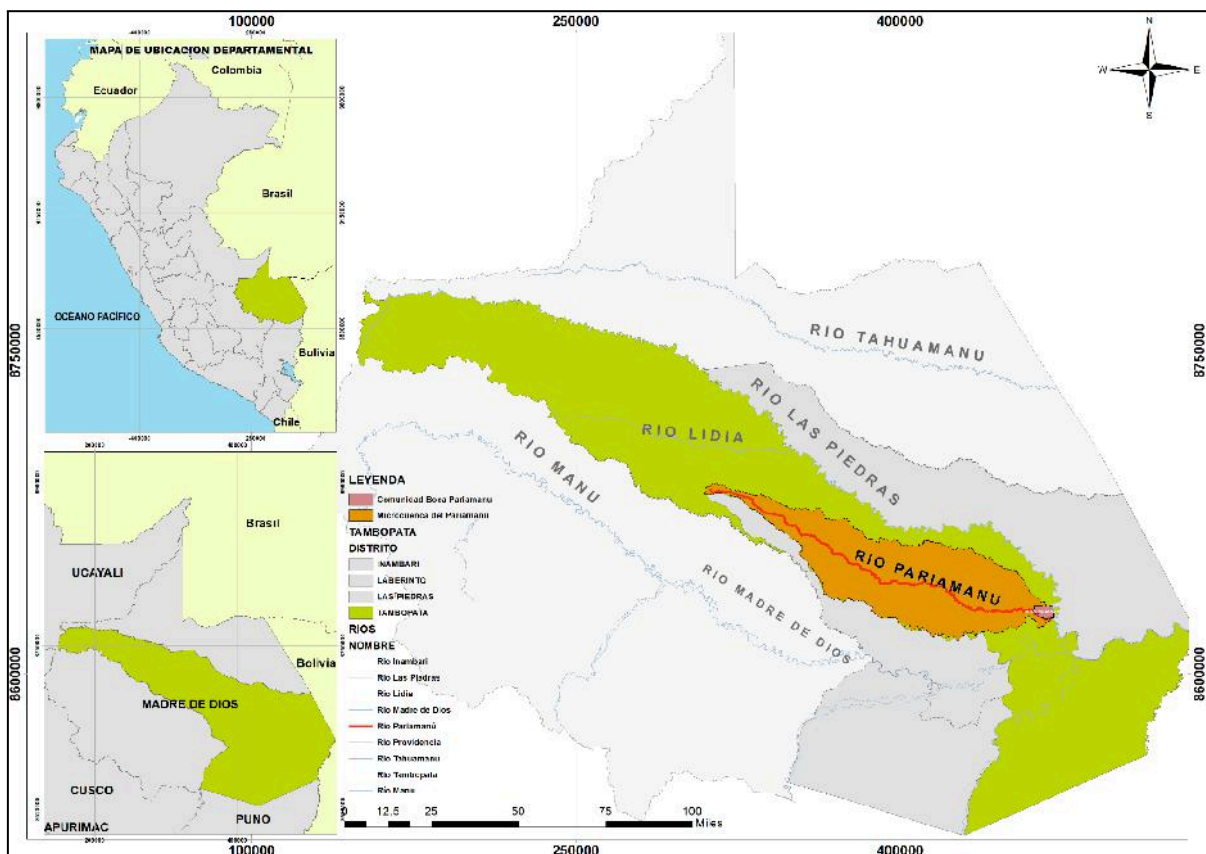 100000
250000
400000
MAPA DE UBICACION DEPARTAMENTAL
Colombia
Ecuador
Brasil
OCEANO PACÍFICO
Bolivia
Chile
N
W
E
S
8750000
8750000
RIO TAHUAMANU
RIO LAS PIEDRAS
RIO LIDIA
RIO MANU
RIO PARIAMANU
RIO MADRE DE DIOS
Brasil
UCAYALI
Bolivia
MADRE DE DIOS
CUSCO
PUNO
APURIMAC
8600000
8600000
LEYENDA
Comunidad Boca Pariamanu
Microcuenca del Pariamanu
TAMBOPATA
DISTRITO
INAMBARI
LABERINTO
LAS PIEDRAS
TAMBOPATA
RIOS
NOMBRE
Rio Inambari
Rio Las Piedras
Rio Lidia
Rio Madre de Dios
Rio Pariamanú
Rio Providencia
Rio Tahuamanu
Rio Tambopata
Rio Manu
0 12,5 25 50 75 100
Miles
100000
250000
400000